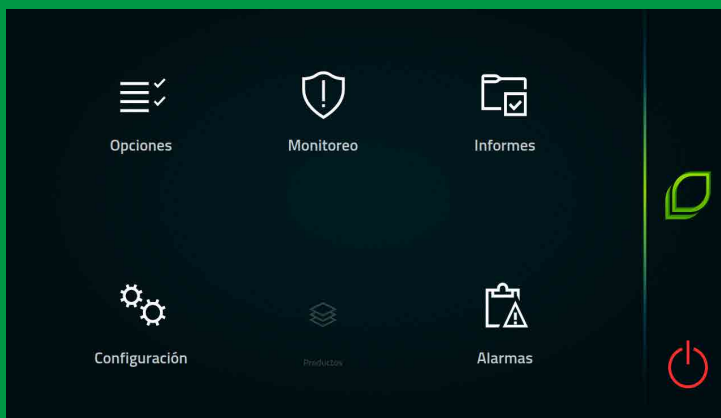 Opciones
Monitoreo
Informes
Configuración
Productos
Alarmas